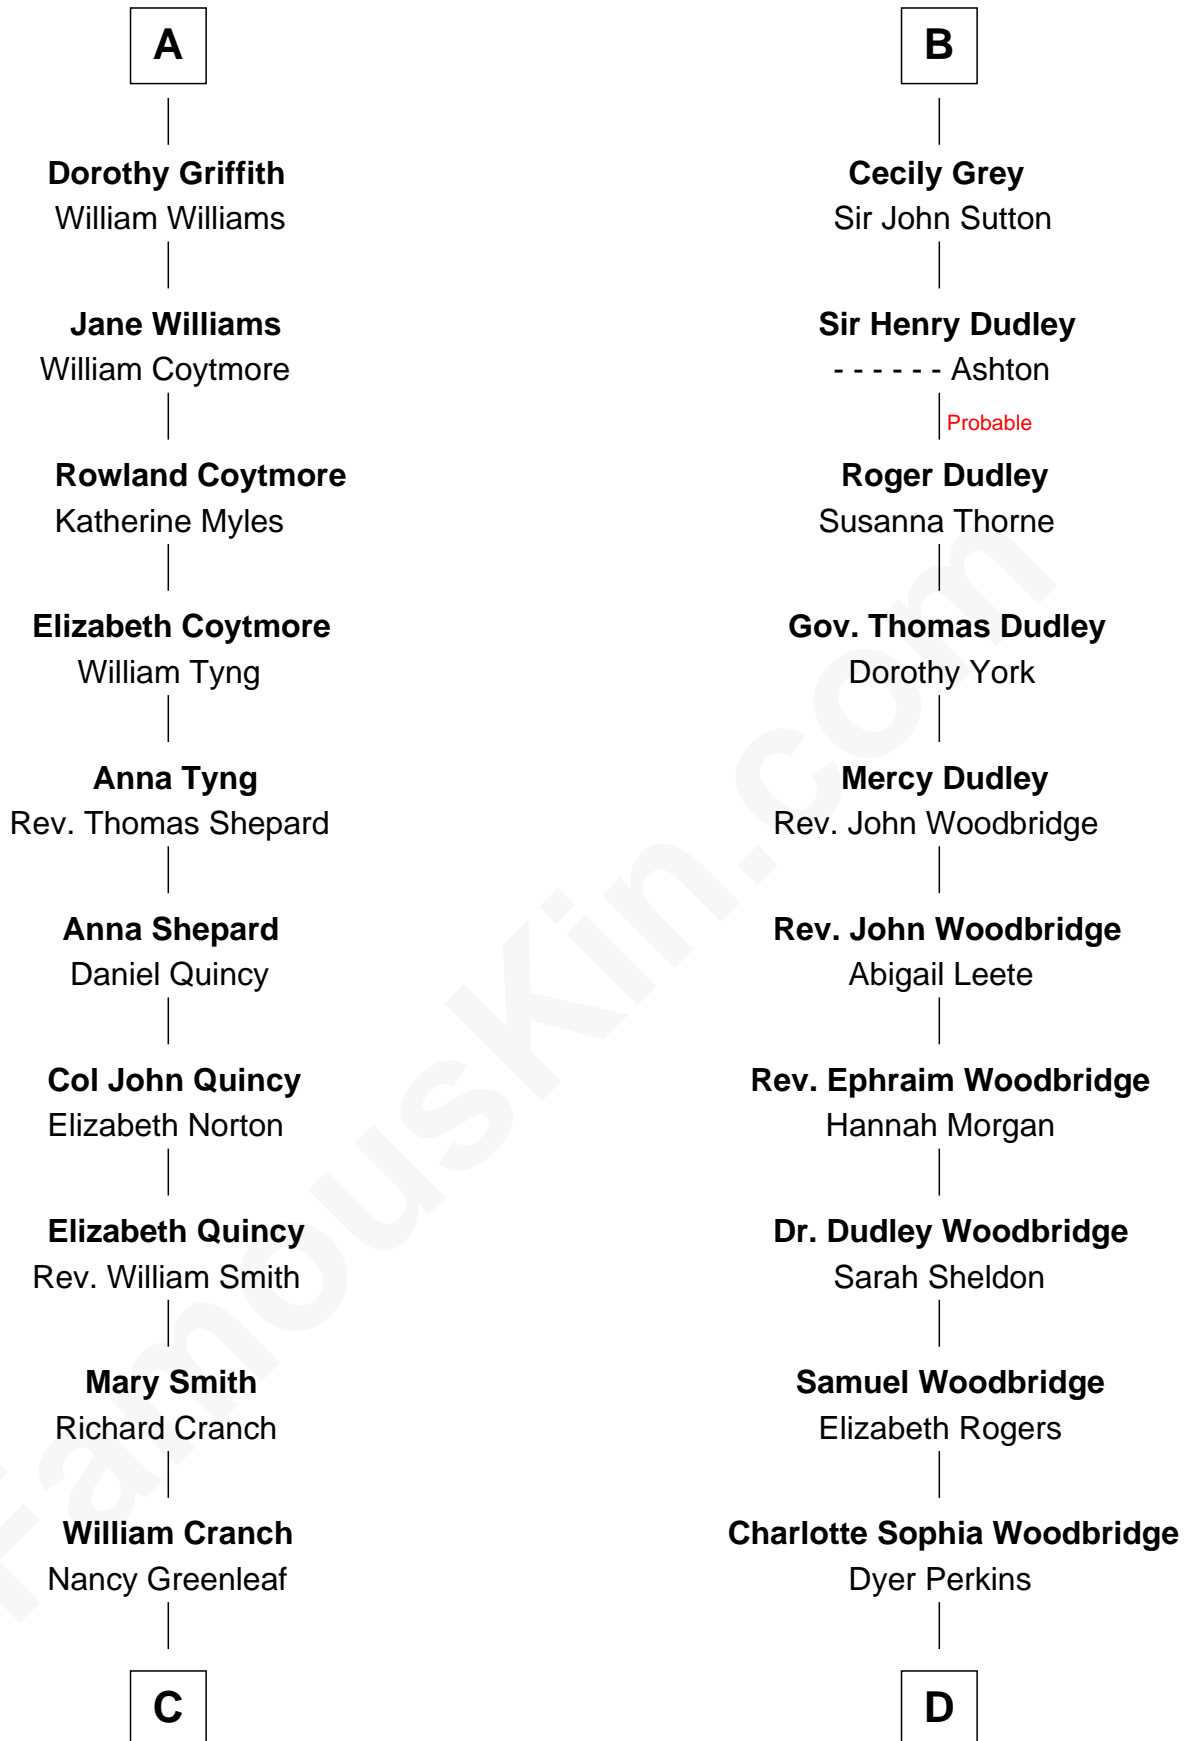 A
Dorothy Griffith
William Williams
Jane Williams
William Coytmore
Rowland Coytmore
Katherine Myles
Elizabeth Coytmore
William Tyng
Anna Tyng
Rev. Thomas Shepard
Anna Shepard
Daniel Quincy
Col John Quincy
Elizabeth Norton
Elizabeth Quincy
Rev. William Smith
Mary Smith
Richard Cranch
William Cranch
Nancy Greenleaf
C
B
Cecily Grey
Sir John Sutton
Sir Henry Dudley
- - - - - - Ashton
Probable
Roger Dudley
Susanna Thorne
Gov. Thomas Dudley
Dorothy York
Mercy Dudley
Rev. John Woodbridge
Rev. John Woodbridge
Abigail Leete
Rev. Ephraim Woodbridge
Hannah Morgan
Dr. Dudley Woodbridge
Sarah Sheldon
Samuel Woodbridge
Elizabeth Rogers
Charlotte Sophia Woodbridge
Dyer Perkins
D
FamousKin.com